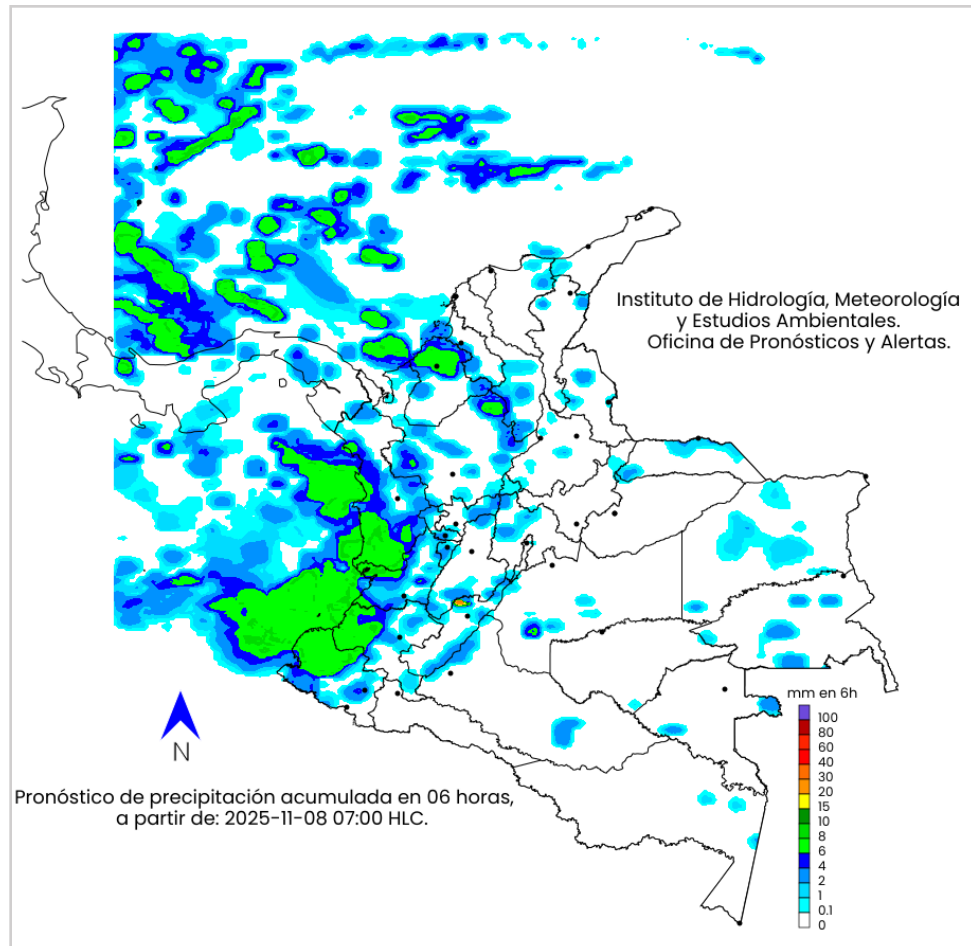 Instituto de Hidrología, Meteorología
y Estudios Ambientales.
Oficina de Pronósticos y Alertas.
mm en 6h
100
80
60
40
30
20
15
10
8
6
4
2
1
0.1
0
N
Pronóstico de precipitación acumulada en 06 horas,
a partir de: 2025-11-08 07:00 HLC.